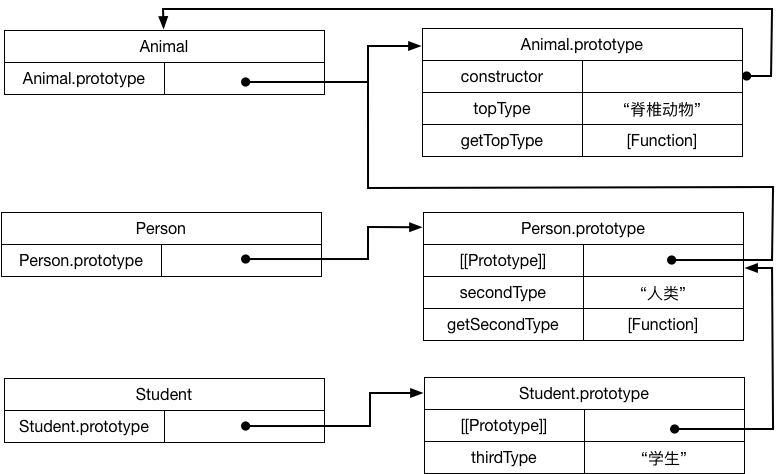 Animal
Animal.prototype
Animal.prototype
constructor
topType “脊椎动物”
getTopType [Function]
Person
Person.prototype
Person.prototype
[[Prototype]]
secondType “人类”
getSecondType [Function]
Student
Student.prototype
Student.prototype
[[Prototype]]
thirdType “学生”